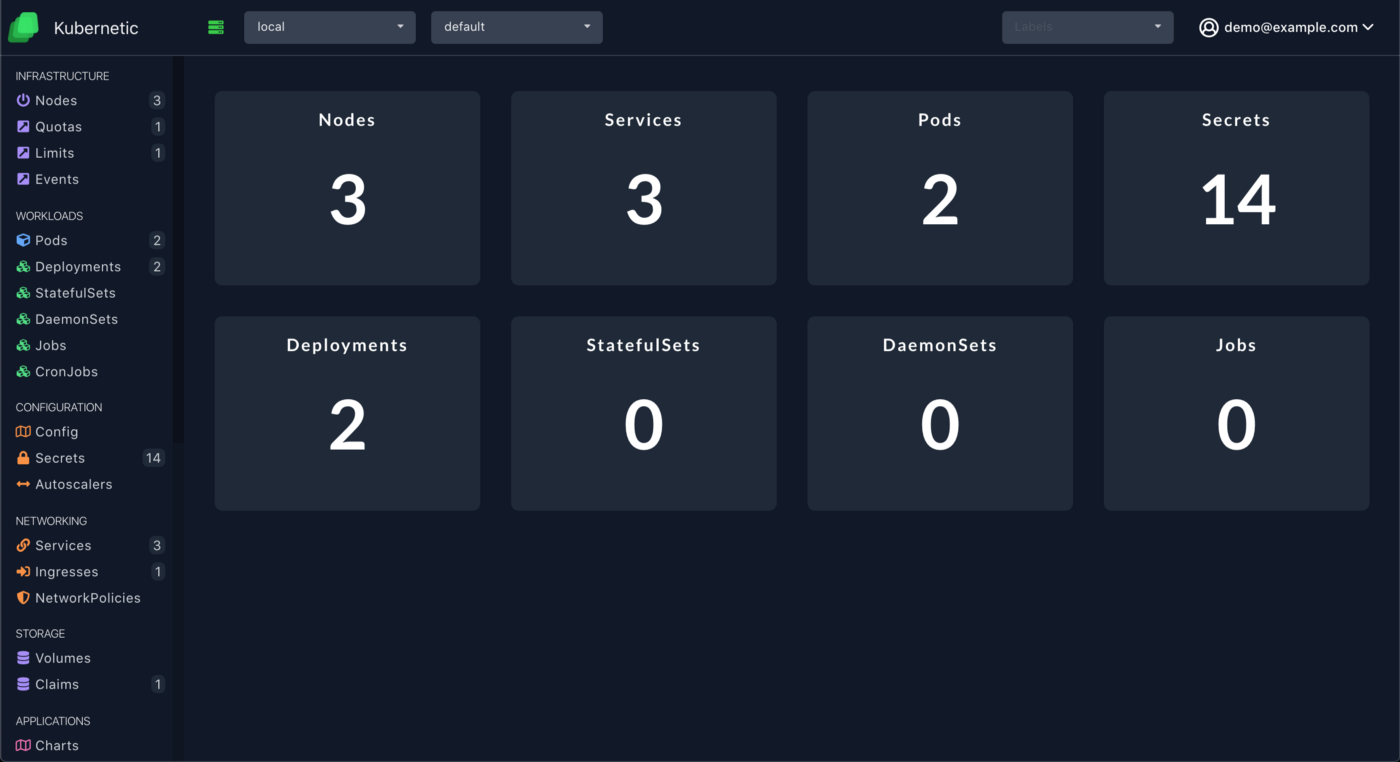 Kubernetic
local
default
Labels
demo@example.com
INFRASTRUCTURE
Nodes 3
Quotas 1
Limits 1
Events
WORKLOADS
Pods 2
Deployments 2
StatefulSets
DaemonSets
Jobs
CronJobs
CONFIGURATION
Config
Secrets 14
Autoscalers
NETWORKING
Services 3
Ingresses 1
NetworkPolicies
STORAGE
Volumes
Claims 1
APPLICATIONS
Charts
Nodes
3
Services
3
Pods
2
Secrets
14
Deployments
2
StatefulSets
0
DaemonSets
0
Jobs
0